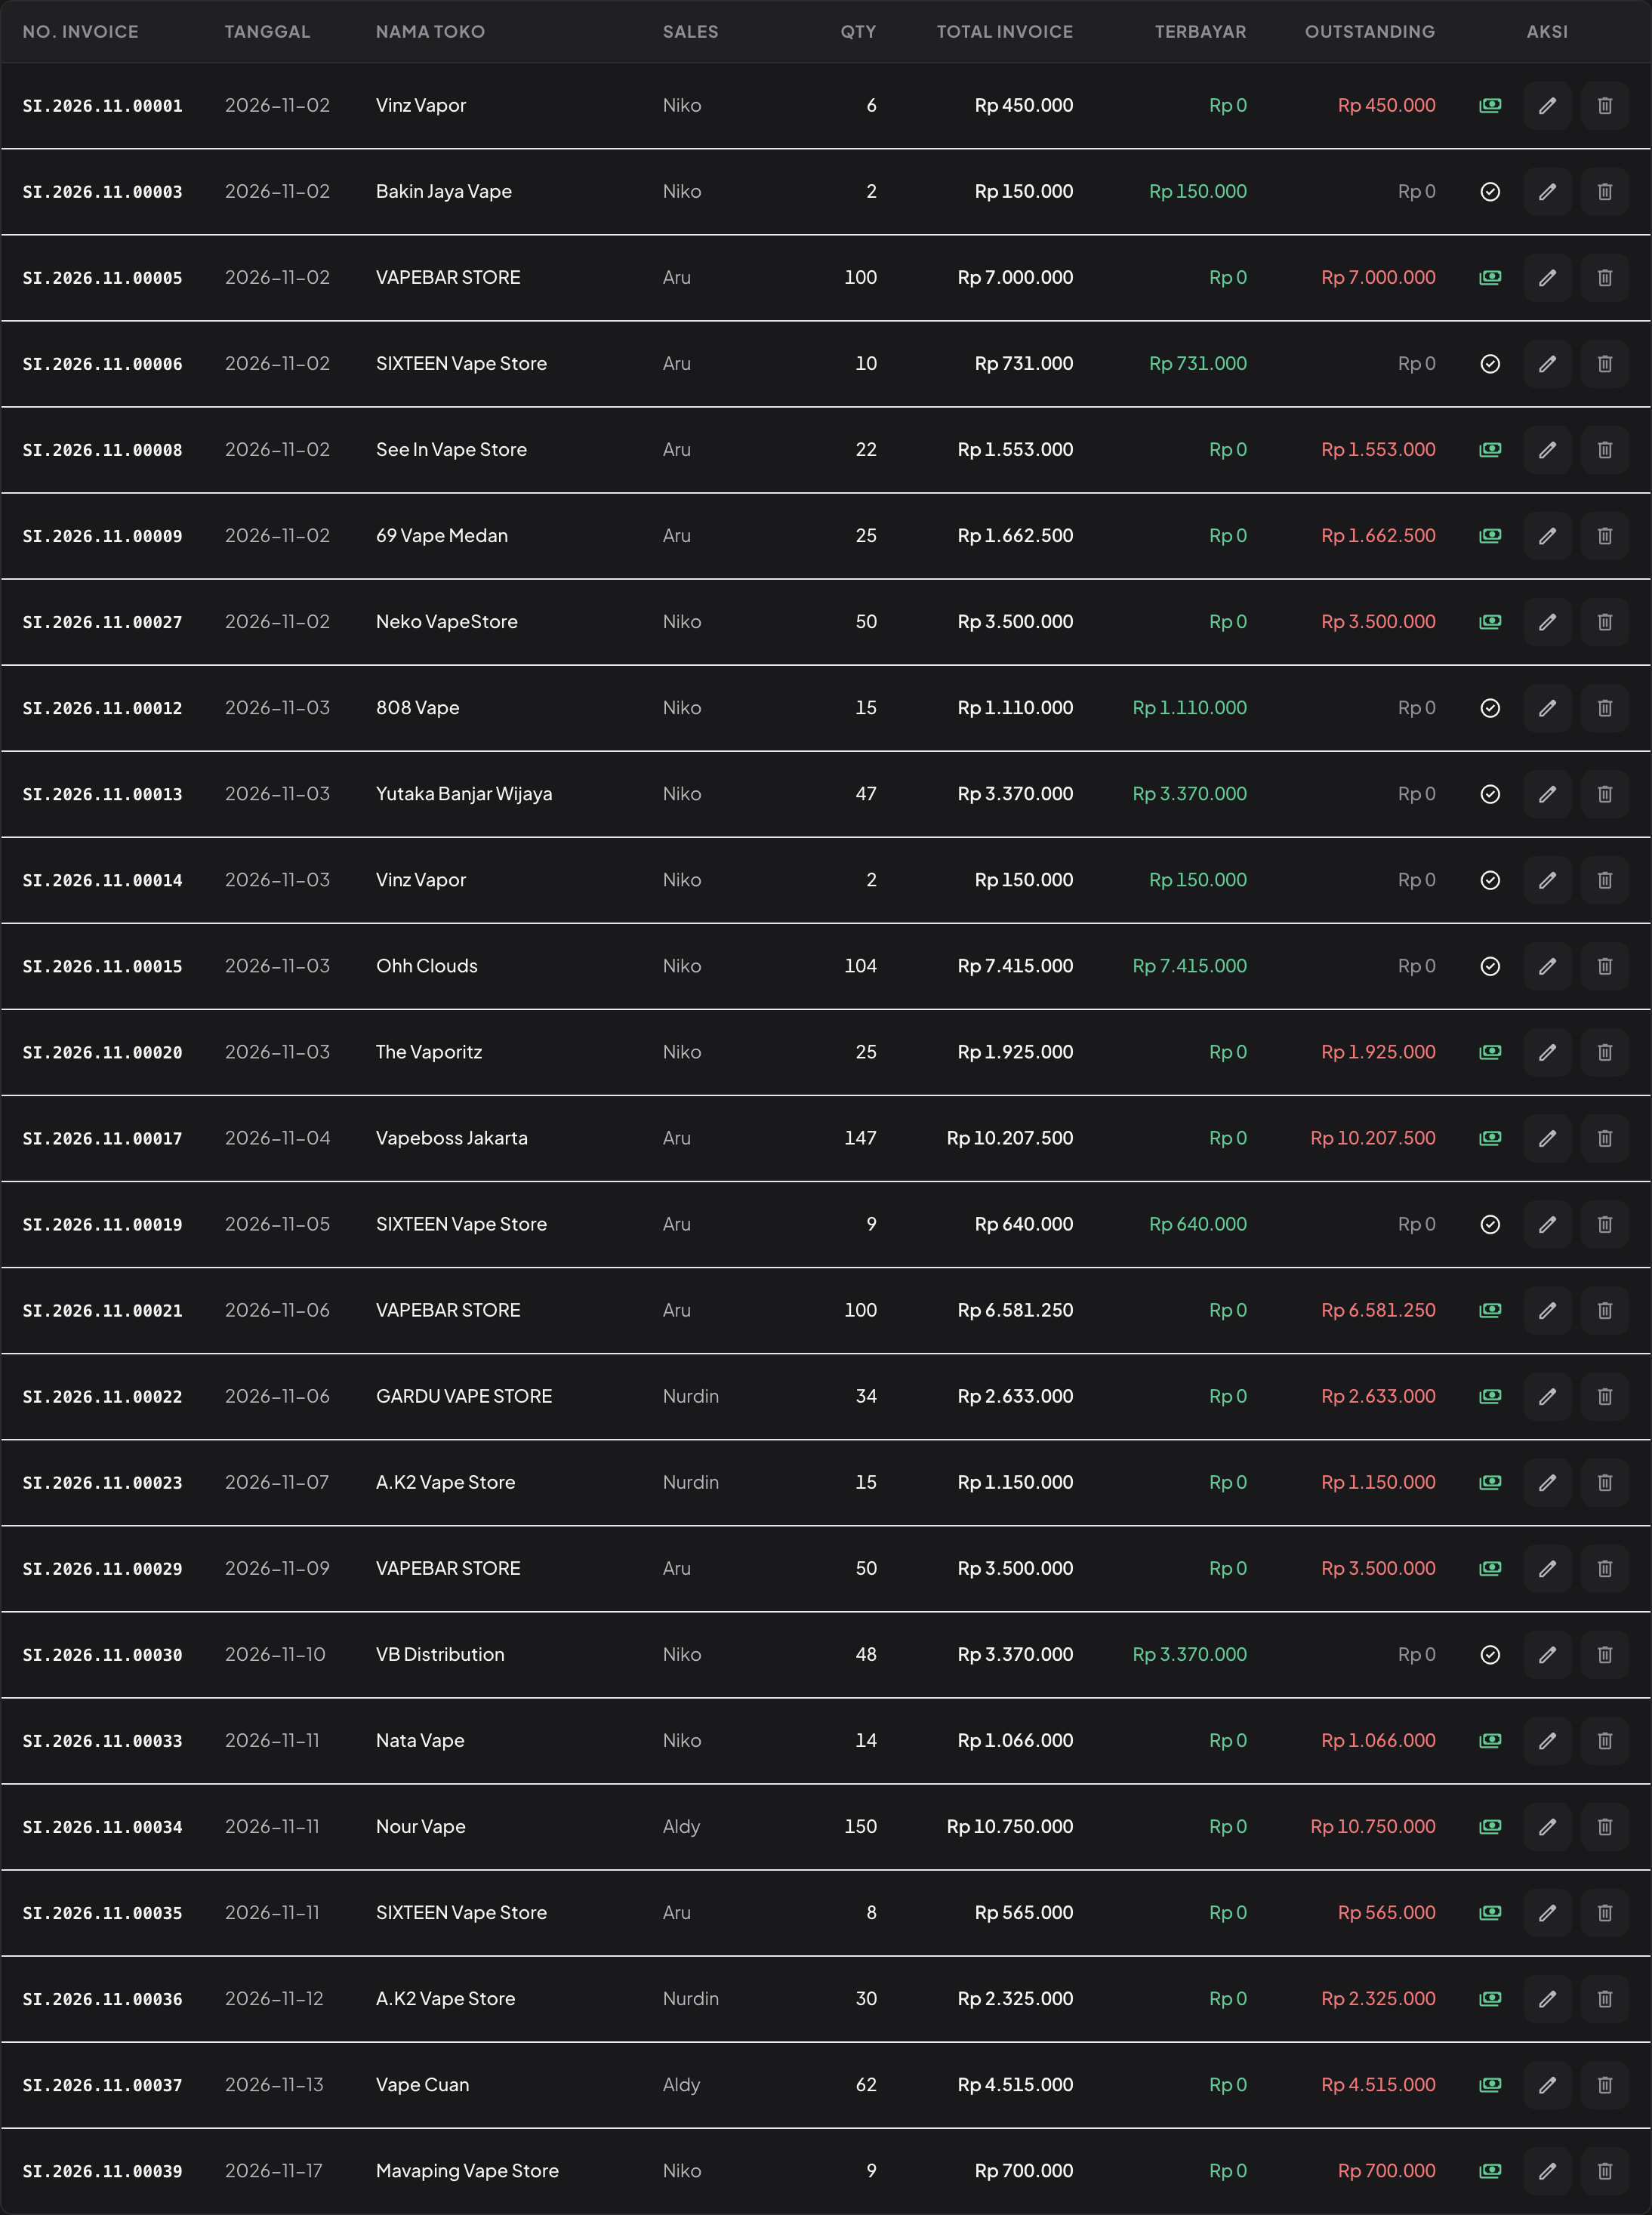 NO. INVOICE TANGGAL NAMA TOKO SALES QTY TOTAL INVOICE TERBAYAR OUTSTANDING AKSI
SI.2026.11.00001 2026-11-02 Vinz Vapor Niko 6 Rp 450.000 Rp 0 Rp 450.000
SI.2026.11.00003 2026-11-02 Bakin Jaya Vape Niko 2 Rp 150.000 Rp 150.000 Rp 0
SI.2026.11.00005 2026-11-02 VAPEBAR STORE Aru 100 Rp 7.000.000 Rp 0 Rp 7.000.000
SI.2026.11.00006 2026-11-02 SIXTEEN Vape Store Aru 10 Rp 731.000 Rp 731.000 Rp 0
SI.2026.11.00008 2026-11-02 See In Vape Store Aru 22 Rp 1.553.000 Rp 0 Rp 1.553.000
SI.2026.11.00009 2026-11-02 69 Vape Medan Aru 25 Rp 1.662.500 Rp 0 Rp 1.662.500
SI.2026.11.00027 2026-11-02 Neko VapeStore Niko 50 Rp 3.500.000 Rp 0 Rp 3.500.000
SI.2026.11.00012 2026-11-03 808 Vape Niko 15 Rp 1.110.000 Rp 1.110.000 Rp 0
SI.2026.11.00013 2026-11-03 Yutaka Banjar Wijaya Niko 47 Rp 3.370.000 Rp 3.370.000 Rp 0
SI.2026.11.00014 2026-11-03 Vinz Vapor Niko 2 Rp 150.000 Rp 150.000 Rp 0
SI.2026.11.00015 2026-11-03 Ohh Clouds Niko 104 Rp 7.415.000 Rp 7.415.000 Rp 0
SI.2026.11.00020 2026-11-03 The Vaporitz Niko 25 Rp 1.925.000 Rp 0 Rp 1.925.000
SI.2026.11.00017 2026-11-04 Vapeboss Jakarta Aru 147 Rp 10.207.500 Rp 0 Rp 10.207.500
SI.2026.11.00019 2026-11-05 SIXTEEN Vape Store Aru 9 Rp 640.000 Rp 640.000 Rp 0
SI.2026.11.00021 2026-11-06 VAPEBAR STORE Aru 100 Rp 6.581.250 Rp 0 Rp 6.581.250
SI.2026.11.00022 2026-11-06 GARDU VAPE STORE Nurdin 34 Rp 2.633.000 Rp 0 Rp 2.633.000
SI.2026.11.00023 2026-11-07 A.K2 Vape Store Nurdin 15 Rp 1.150.000 Rp 0 Rp 1.150.000
SI.2026.11.00029 2026-11-09 VAPEBAR STORE Aru 50 Rp 3.500.000 Rp 0 Rp 3.500.000
SI.2026.11.00030 2026-11-10 VB Distribution Niko 48 Rp 3.370.000 Rp 3.370.000 Rp 0
SI.2026.11.00033 2026-11-11 Nata Vape Niko 14 Rp 1.066.000 Rp 0 Rp 1.066.000
SI.2026.11.00034 2026-11-11 Nour Vape Aldy 150 Rp 10.750.000 Rp 0 Rp 10.750.000
SI.2026.11.00035 2026-11-11 SIXTEEN Vape Store Aru 8 Rp 565.000 Rp 0 Rp 565.000
SI.2026.11.00036 2026-11-12 A.K2 Vape Store Nurdin 30 Rp 2.325.000 Rp 0 Rp 2.325.000
SI.2026.11.00037 2026-11-13 Vape Cuan Aldy 62 Rp 4.515.000 Rp 0 Rp 4.515.000
SI.2026.11.00039 2026-11-17 Mavaping Vape Store Niko 9 Rp 700.000 Rp 0 Rp 700.000